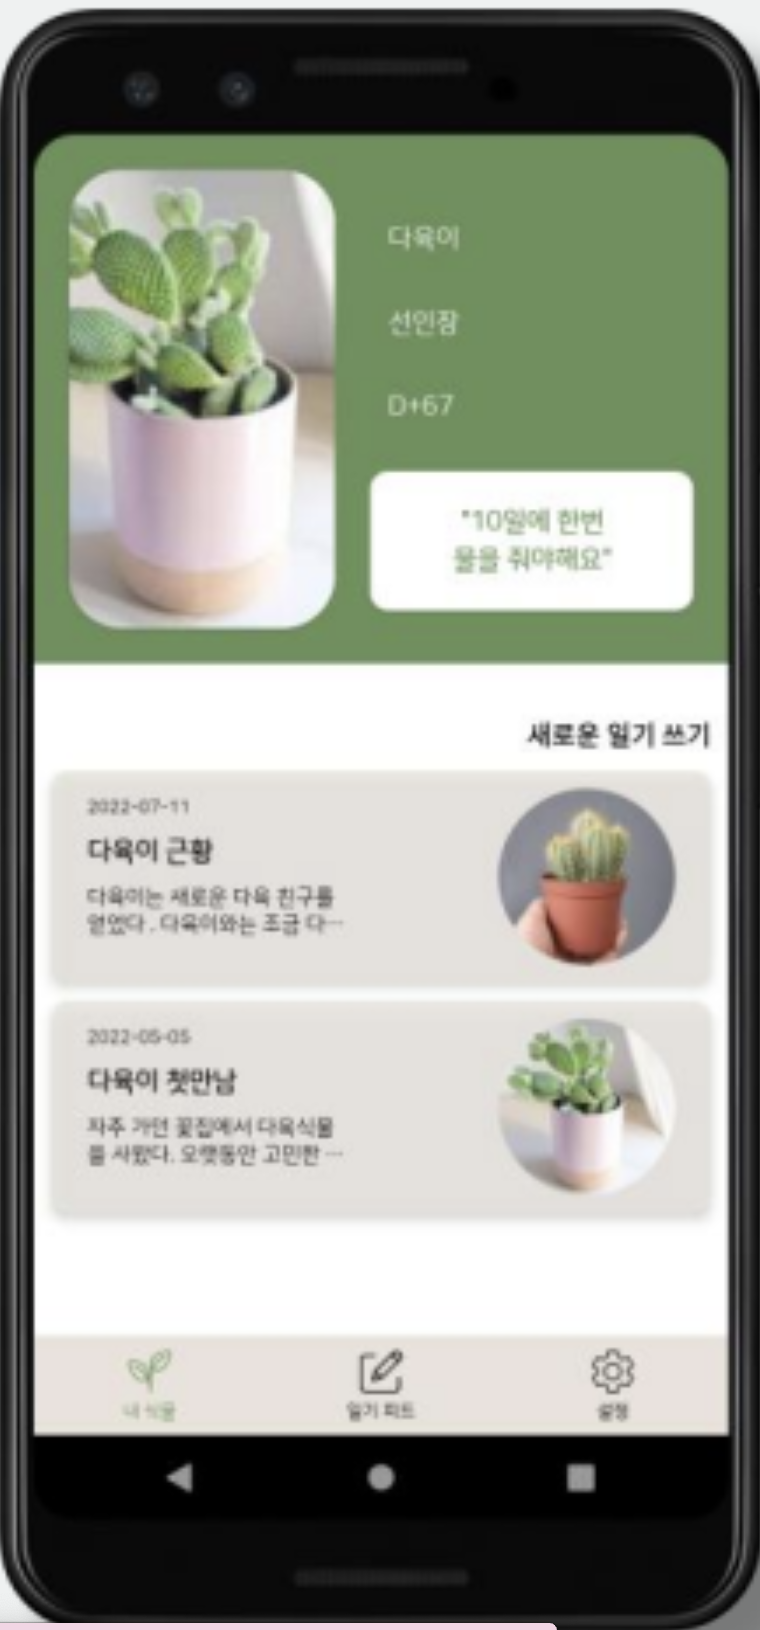 다육이
선인장
D+67
"10일에 한번
물을 줘야해요"
새로운 일기 쓰기
2022-07-11
다육이 근황
다육이는 새로운 다육 친구를
얻었다. 다육이와는 조금 다…
2022-05-05
다육이 첫만남
자주 가던 꽃집에서 다육식물
을 사왔다. 오랫동안 고민한 …
내 식물
일기 피드
설정